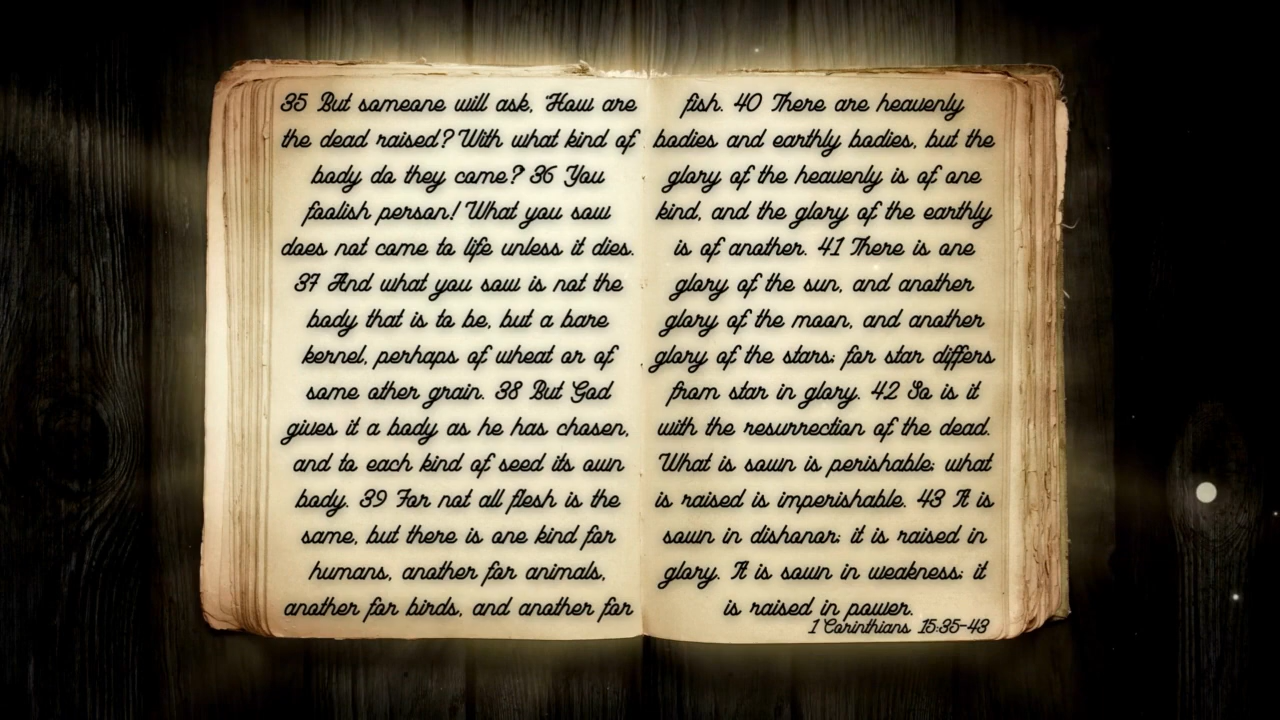 35 But someone will ask, "How are
the dead raised? With what kind of
body do they come? 36 You
foolish person! What you sow
does not come to life unless it dies.
37 And what you sow is not the
body that is to be, but a bare
kernel, perhaps of wheat or of
some other grain. 38 But God
gives it a body as he has chosen,
and to each kind of seed its own
body. 39 For not all flesh is the
same, but there is one kind for
humans, another for animals,
another for birds, and another for
fish. 40 There are heavenly
bodies and earthly bodies, but the
glory of the heavenly is of one
kind, and the glory of the earthly
is of another. 41 There is one
glory of the sun, and another
glory of the moon, and another
glory of the stars; for star differs
from star in glory. 42 So is it
with the resurrection of the dead.
What is sown is perishable; what
is raised is imperishable. 43 It is
sown in dishonor; it is raised in
glory. It is sown in weakness; it
is raised in power.
1 Corinthians 15:35-43